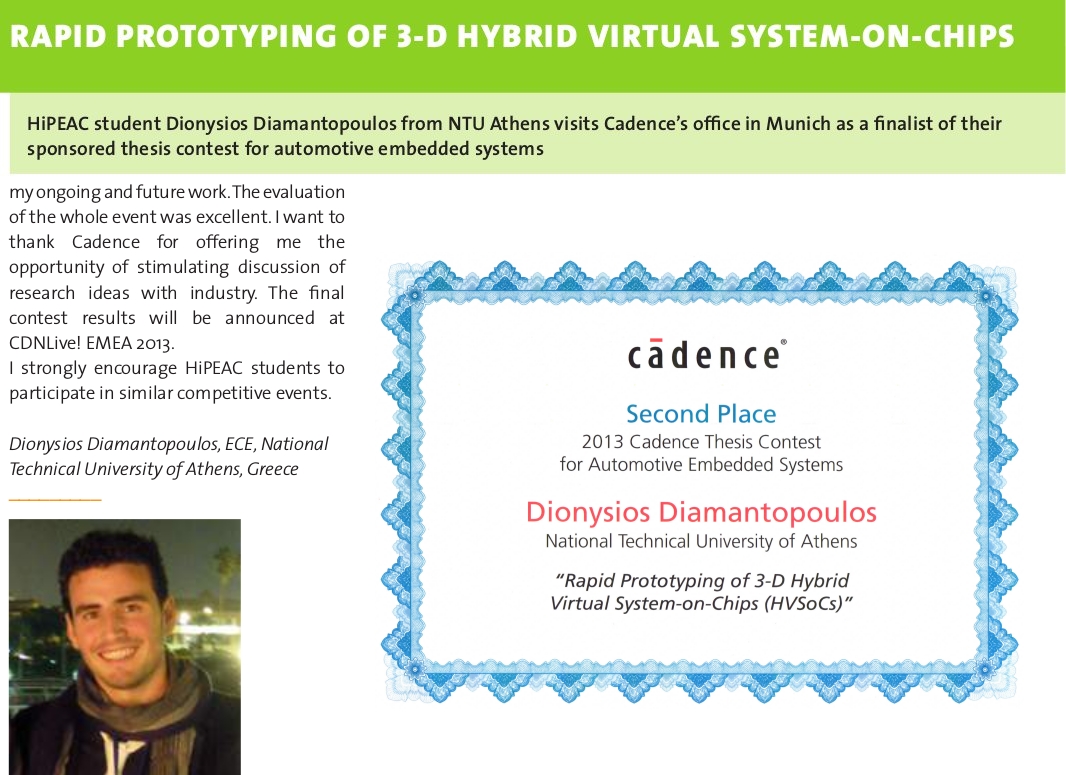 RAPID PROTOTYPING OF 3-D HYBRID VIRTUAL SYSTEM-ON-CHIPS
HiPEAC student Dionysios Diamantopoulos from NTU Athens visits Cadence's office in Munich as a finalist of their
sponsored thesis contest for automotive embedded systems
my ongoing and future work. The evaluation
of the whole event was excellent. I want to
thank Cadence for offering me the
opportunity of stimulating discussion of
research ideas with industry. The final
contest results will be announced at
CDNLive! EMEA 2013.
I strongly encourage HiPEAC students to
participate in similar competitive events.
Dionysios Diamantopoulos, ECE, National
Technical University of Athens, Greece
cādence®
Second Place
2013 Cadence Thesis Contest
for Automotive Embedded Systems
Dionysios Diamantopoulos
National Technical University of Athens
“Rapid Prototyping of 3-D Hybrid
Virtual System-on-Chips (HVSoCs)”